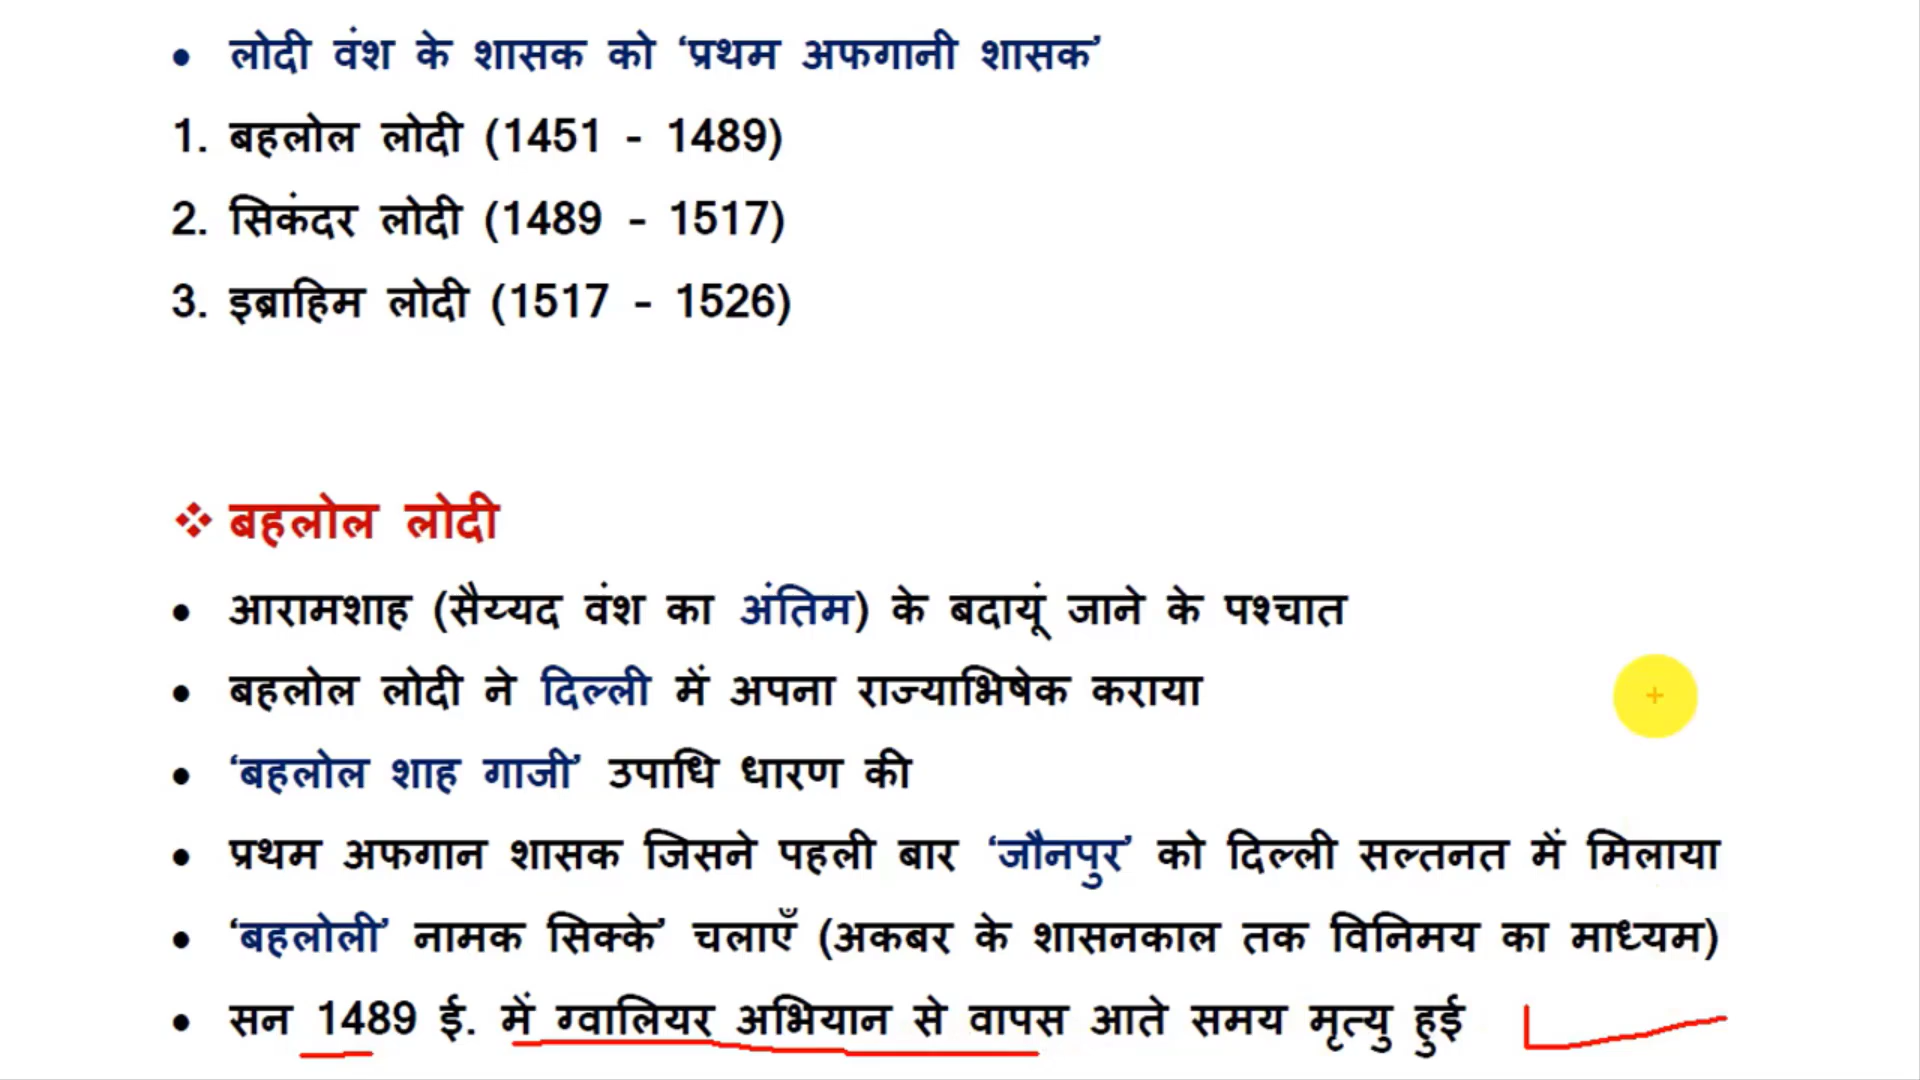 • लोदी वंश के शासक को ‘प्रथम अफगानी शासक’
1. बहलोल लोदी (1451 - 1489)
2. सिकंदर लोदी (1489 - 1517)
3. इब्राहिम लोदी (1517 - 1526)
❖ बहलोल लोदी
• आरामशाह (सैय्यद वंश का अंतिम) के बदायूं जाने के पश्चात
• बहलोल लोदी ने दिल्ली में अपना राज्याभिषेक कराया
• ‘बहलोल शाह गाजी’ उपाधि धारण की
• प्रथम अफगान शासक जिसने पहली बार ‘जौनपुर’ को दिल्ली सल्तनत में मिलाया
• ‘बहलोली’ नामक सिक्के’ चलाएँ (अकबर के शासनकाल तक विनिमय का माध्यम)
• सन 1489 ई. में ग्वालियर अभियान से वापस आते समय मृत्यु हुई